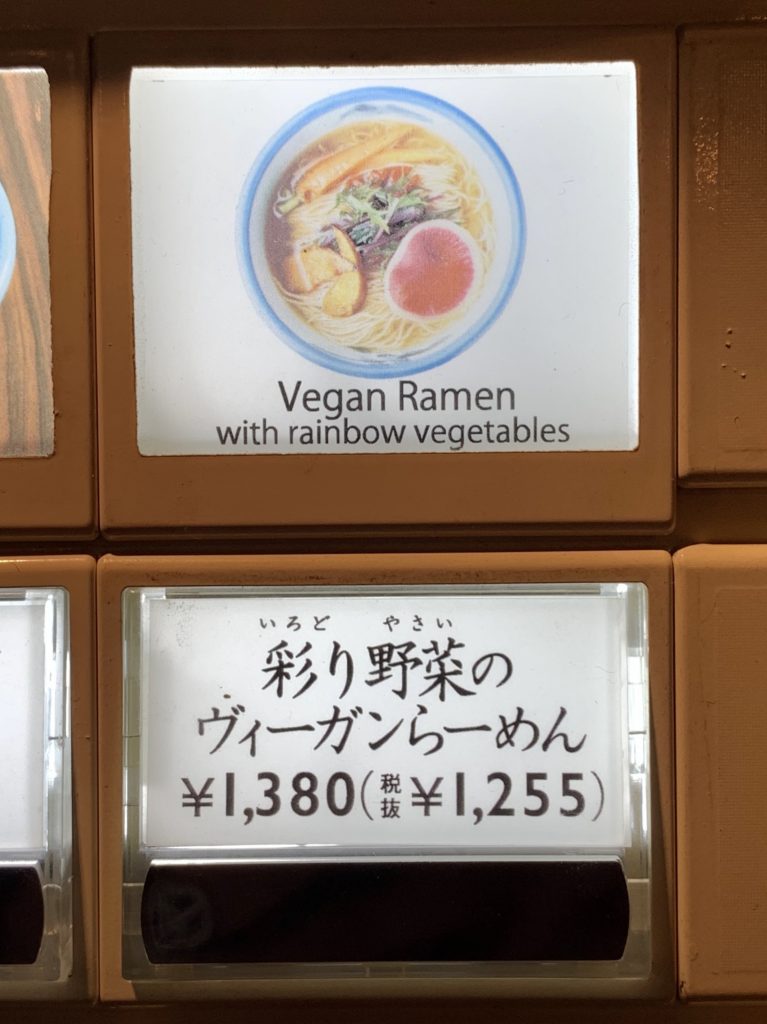 Vegan Ramen
with rainbow vegetables
いろど やさい
彩り野菜の
ヴィーガンらーめん
¥1,380(税抜 ¥1,255)